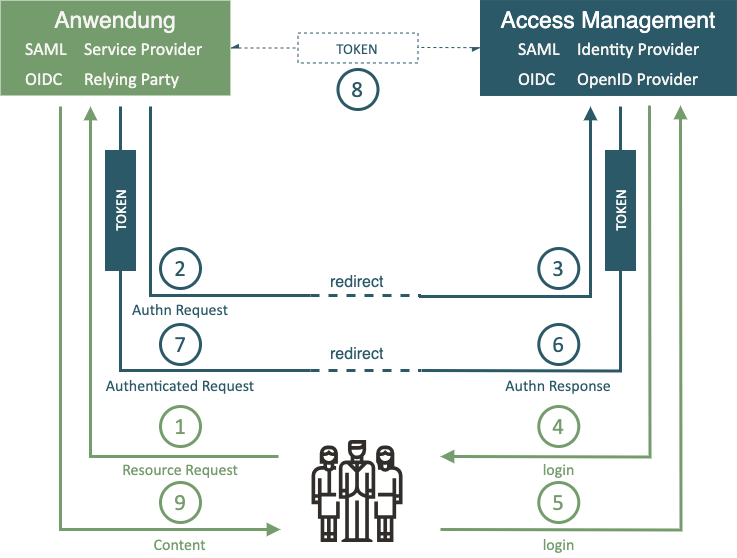 Anwendung
SAML Service Provider
OIDC Relying Party
TOKEN
8
Access Management
SAML Identity Provider
OIDC OpenID Provider
TOKEN
TOKEN
2
redirect
3
Authn Request
7
redirect
6
Authenticated Request
Authn Response
1
4
Resource Request
login
9
5
Content
login